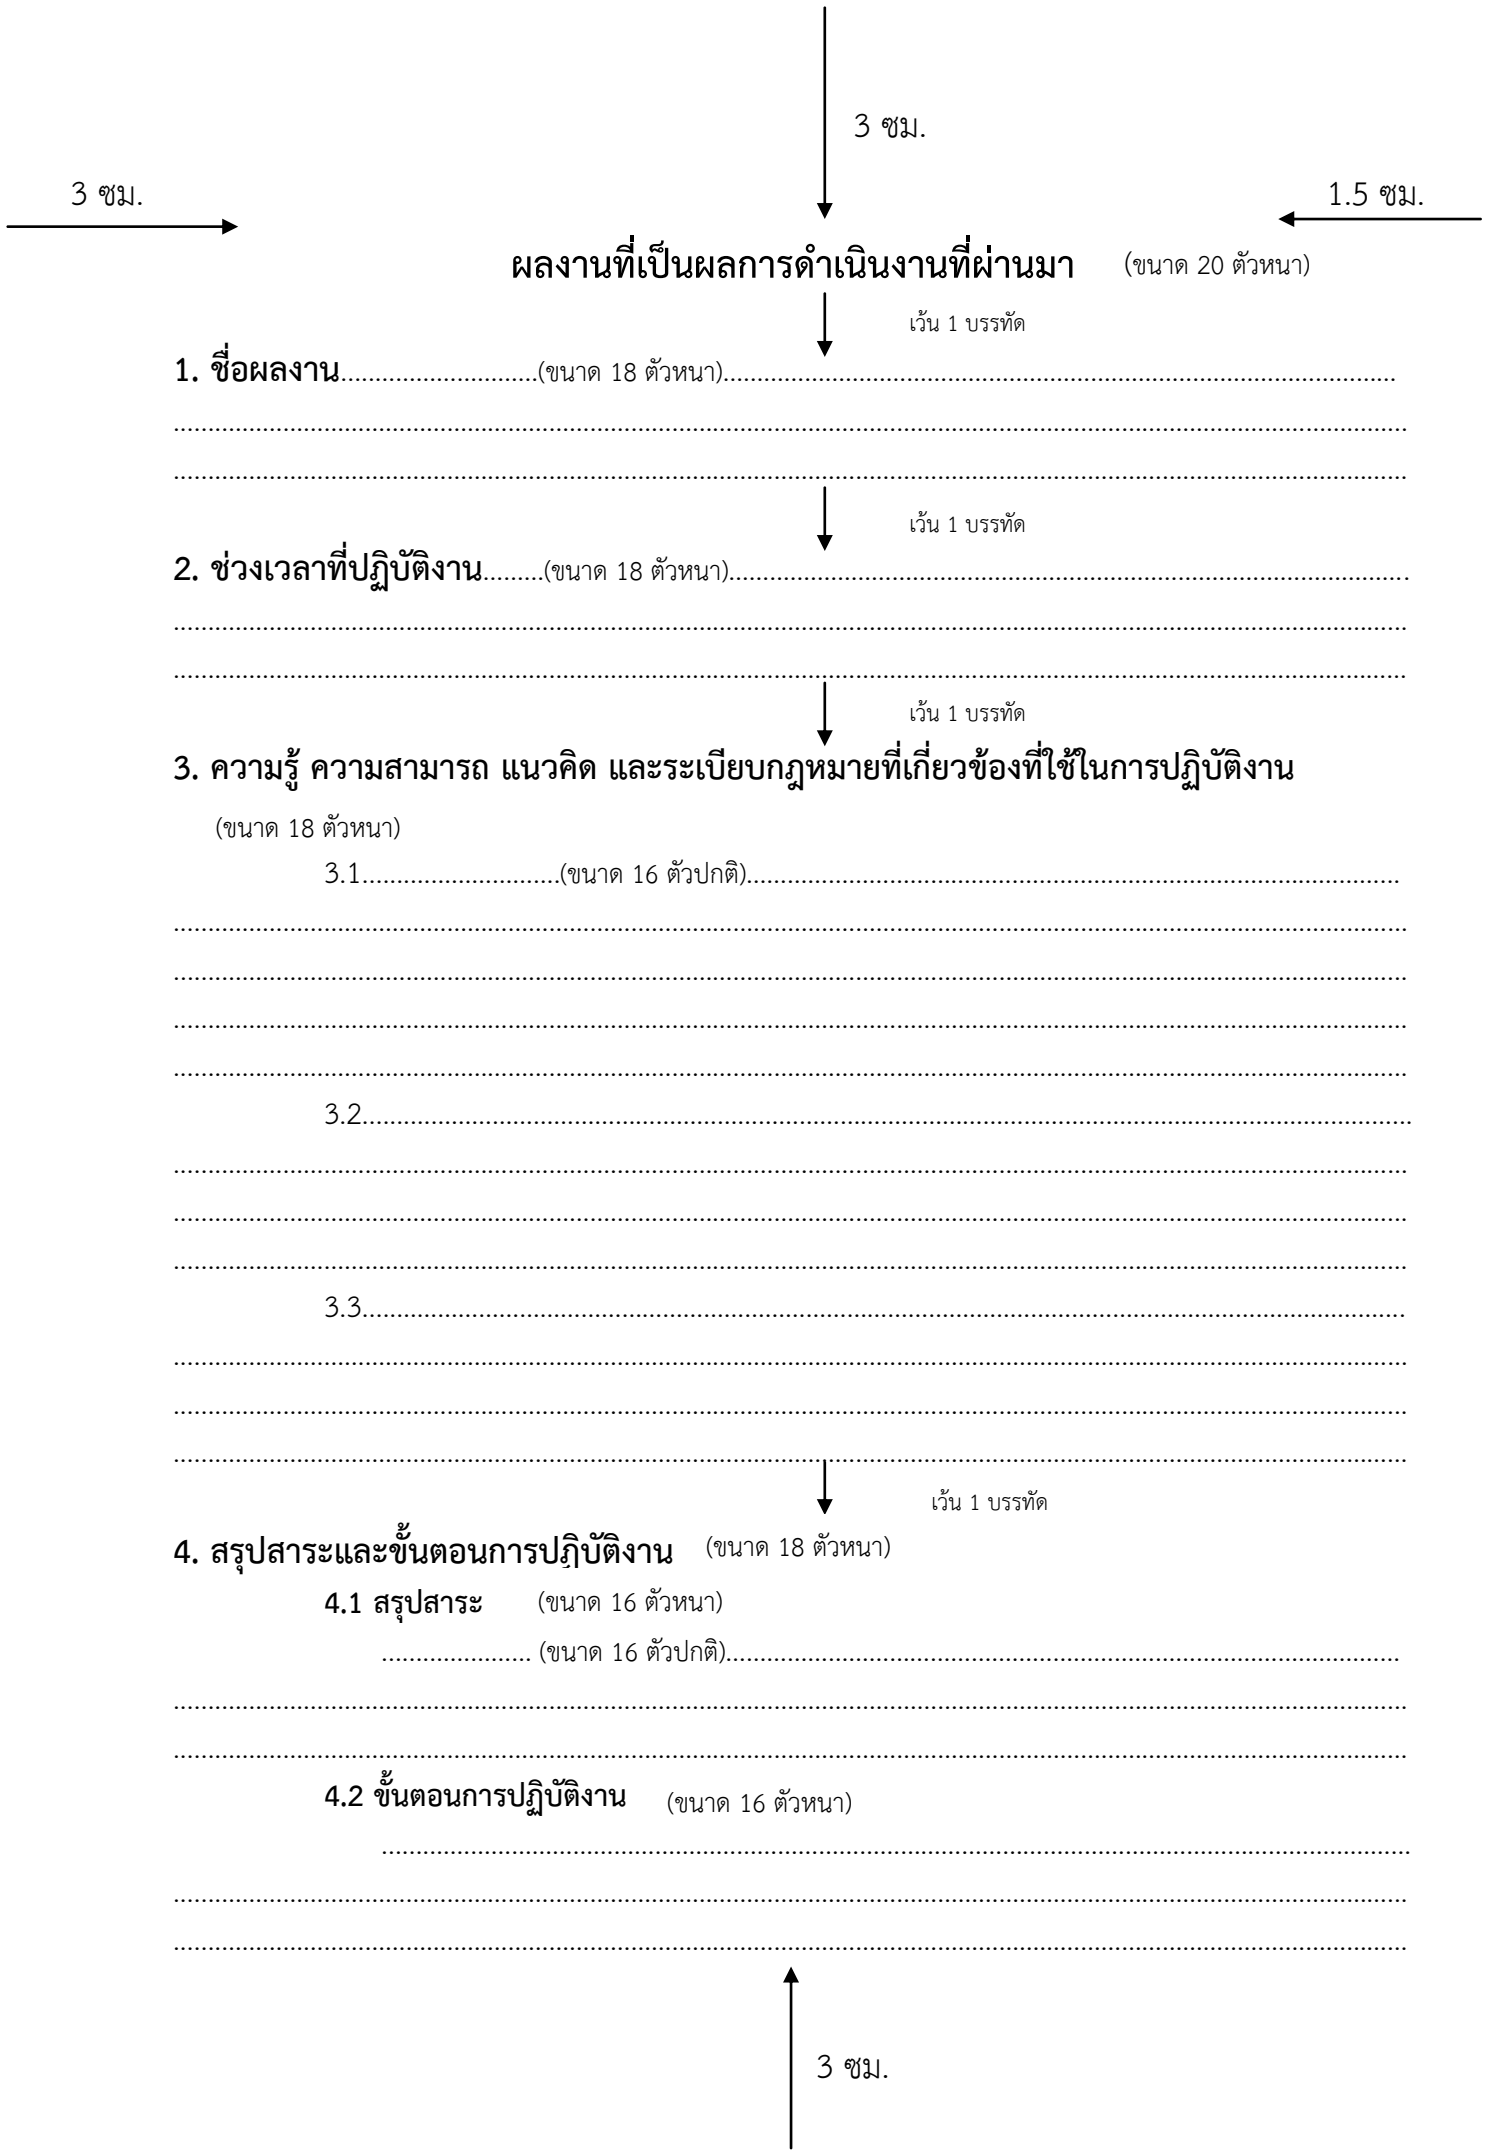 3 ซม.
3 ซม.
1.5 ซม.
ผลงานที่เป็นผลการดำเนินงานที่ผ่านมา (ขนาด 20 ตัวหนา)
เว้น 1 บรรทัด
1. ชื่อผลงาน.............................(ขนาด 18 ตัวหนา)....................................................................................................
....................................................................................................................................................................................
....................................................................................................................................................................................
เว้น 1 บรรทัด
2. ช่วงเวลาที่ปฏิบัติงาน.........(ขนาด 18 ตัวหนา)....................................................................................................
....................................................................................................................................................................................
....................................................................................................................................................................................
เว้น 1 บรรทัด
3. ความรู้ ความสามารถ แนวคิด และระเบียบกฎหมายที่เกี่ยวข้องที่ใช้ในการปฏิบัติงาน
(ขนาด 18 ตัวหนา)
3.1.............................(ขนาด 16 ตัวปกติ)................................................................................................
....................................................................................................................................................................................
....................................................................................................................................................................................
....................................................................................................................................................................................
....................................................................................................................................................................................
3.2.........................................................................................................................................................
....................................................................................................................................................................................
....................................................................................................................................................................................
....................................................................................................................................................................................
3.3........................................................................................................................................................
....................................................................................................................................................................................
....................................................................................................................................................................................
....................................................................................................................................................................................
เว้น 1 บรรทัด
4. สรุปสาระและขั้นตอนการปฏิบัติงาน (ขนาด 18 ตัวหนา)
4.1 สรุปสาระ (ขนาด 16 ตัวหนา)
...................... (ขนาด 16 ตัวปกติ)...................................................................................................
....................................................................................................................................................................................
....................................................................................................................................................................................
4.2 ขั้นตอนการปฏิบัติงาน (ขนาด 16 ตัวหนา)
......................................................................................................................................................
....................................................................................................................................................................................
....................................................................................................................................................................................
3 ซม.